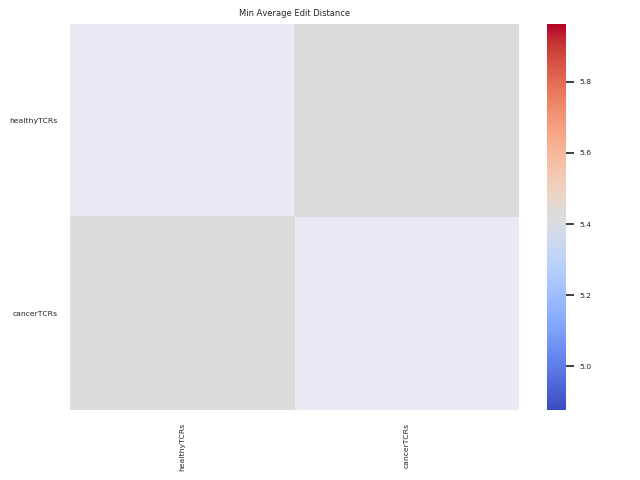 Min Average Edit Distance
healthyTCRs
cancerTCRs
healthyTCRs
cancerTCRs
5.8
5.6
5.4
5.2
5.0